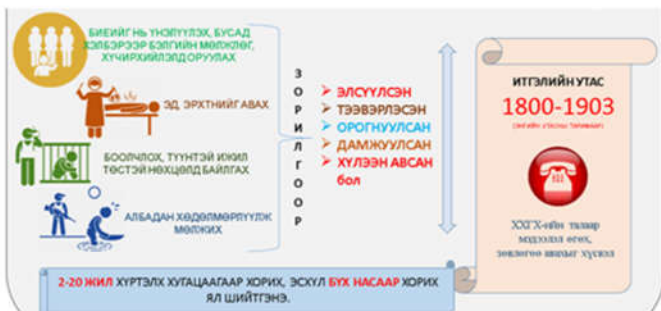 БИЕИЙГ НЬ ҮНЭЛҮҮЛЭХ, БУСАД
ХЭЛБЭРЭЭР БЭЛГИЙН МӨЛЖЛӨГ,
ХҮЧИРХИЙЛЭЛД ОРУУЛАХ
ЭД, ЭРХТНИЙГ АВАХ
БООЛЧЛОХ, ТҮҮНТЭЙ ИЖИЛ
ТӨСТЭЙ НӨХЦӨЛД БАЙЛГАХ
АЛБАДАН ХӨДӨЛМӨРЛҮҮЛЖ
МӨЛЖИХ
ЗОРИЛГООР
➢ ЭЛСҮҮЛСЭН
➢ ТЭЭВЭРЛЭСЭН
➢ ОРОГНУУЛСАН
➢ ДАМЖУУЛСАН
➢ ХҮЛЭЭН АВСАН
бол
ИТГЭЛИЙН УТАС
1800-1903
ХХГХ-ийн талаар
мэдээлэл өгөх,
зөвлөгөө авахыг хүсвэл
2-20 ЖИЛ ХҮРТЭЛХ ХУГАЦААГААР ХОРИХ, ЭСХҮЛ БҮХ НАСААР ХОРИХ
ЯЛ ШИЙТГЭНЭ.